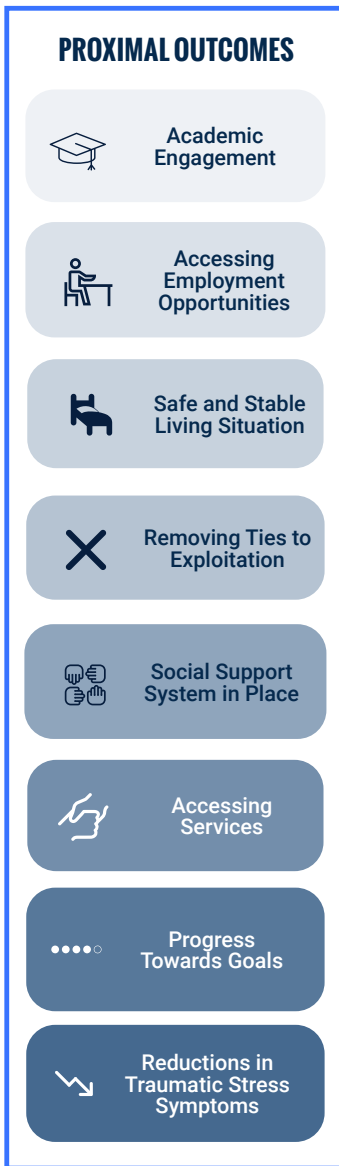 PROXIMAL OUTCOMES
Academic
Engagement
Accessing
Employment
Opportunities
Safe and Stable
Living Situation
Removing Ties to
Exploitation
Social Support
System in Place
Accessing
Services
Progress
Towards Goals
Reductions in
Traumatic Stress
Symptoms